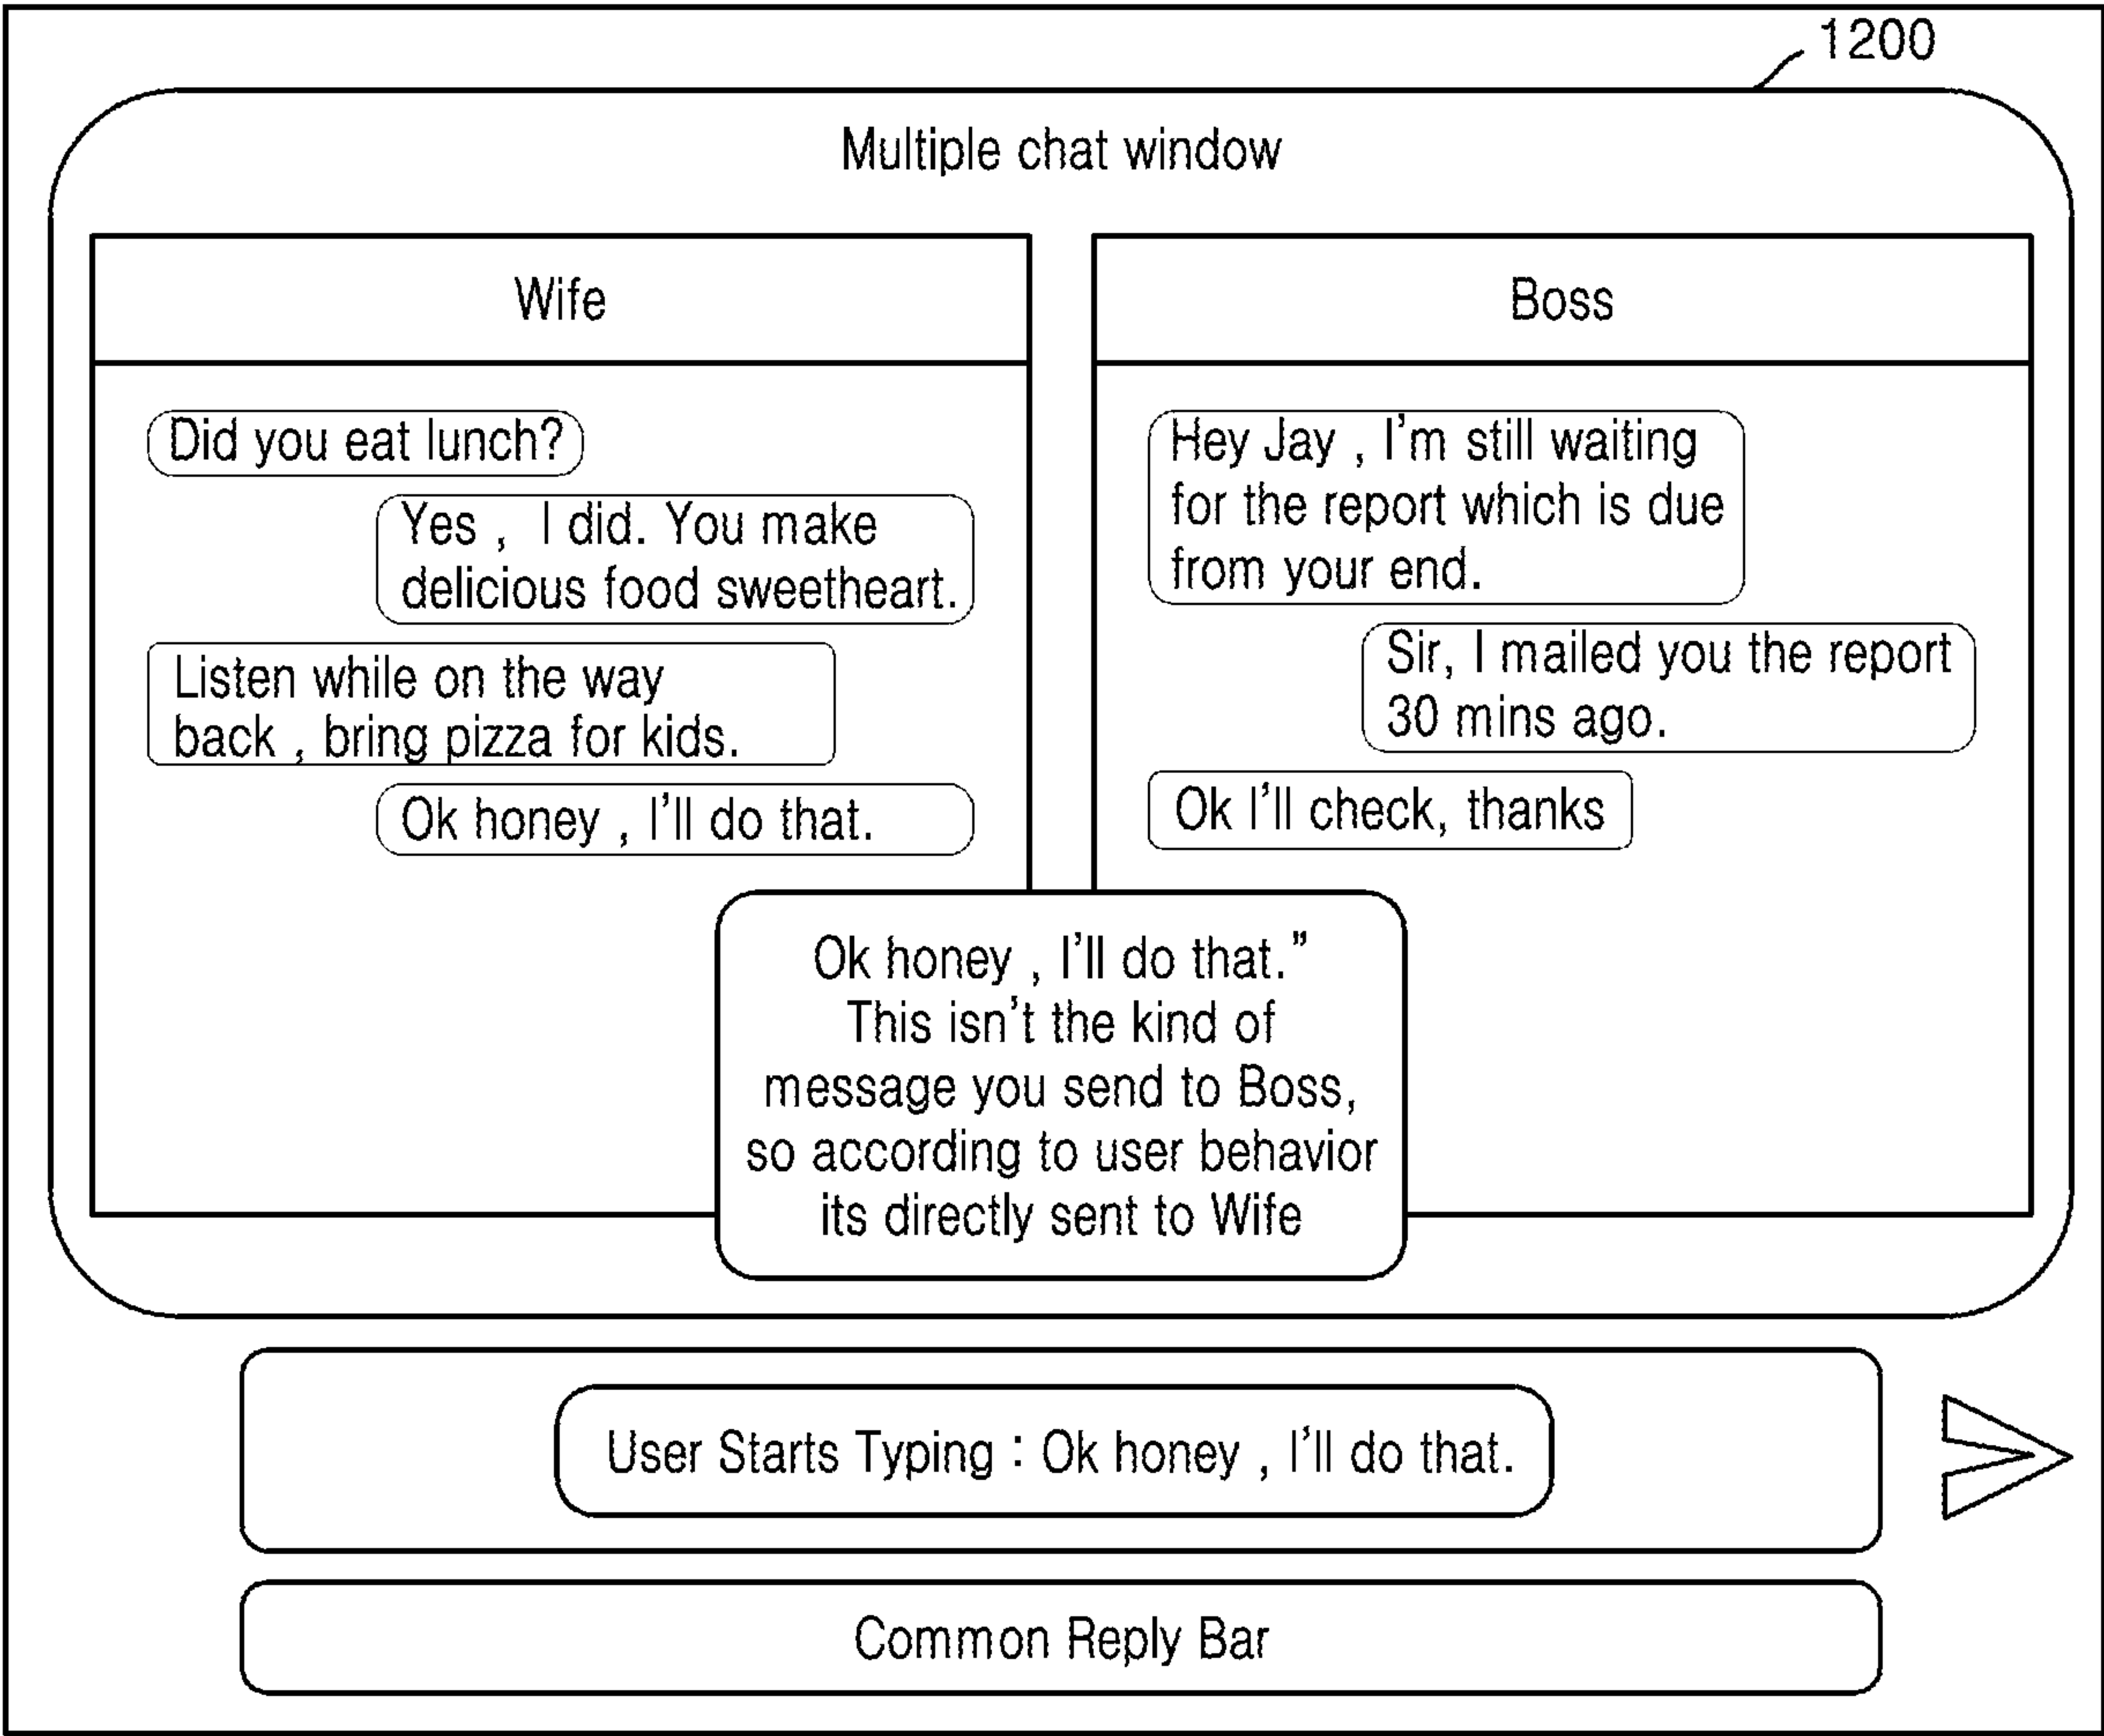 1200
Multiple chat window
Wife
Did you eat lunch?
Yes , I did. You make
delicious food sweetheart.
Listen while on the way
back , bring pizza for kids.
Ok honey , I'll do that.
Boss
Hey Jay , I'm still waiting
for the report which is due
from your end.
Sir, I mailed you the report
30 mins ago.
Ok I'll check, thanks
Ok honey , I'll do that.”
This isn't the kind of
message you send to Boss,
so according to user behavior
its directly sent to Wife
User Starts Typing : Ok honey , I'll do that.
Common Reply Bar